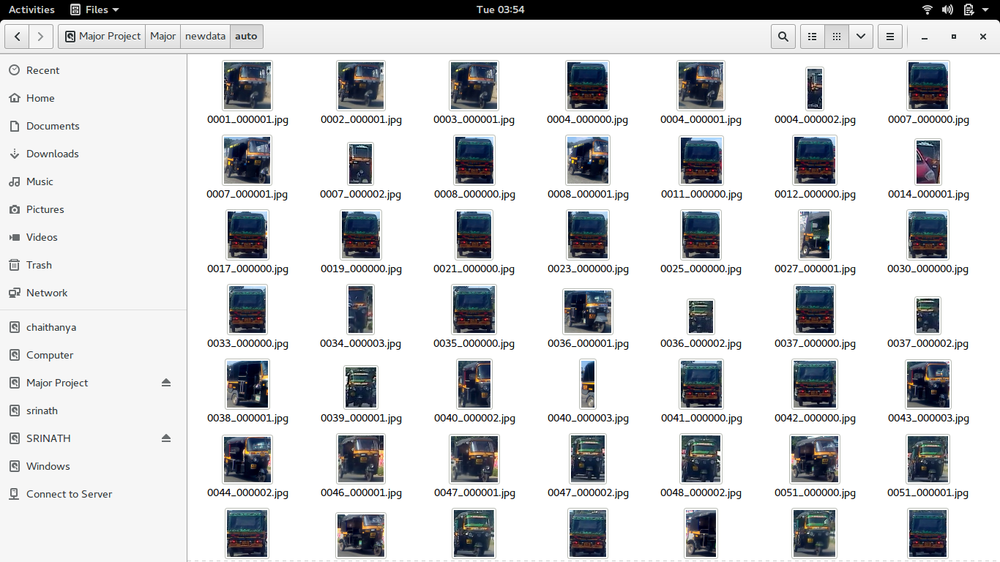 Activities Files Tue 03:54
Major Project Major newdata auto
Recent
Home
Documents
Downloads
Music
Pictures
Videos
Trash
Network
chaithanya
Computer
Major Project
srinath
SRINATH
Windows
Connect to Server
0001_000001.jpg 0002_000001.jpg 0003_000001.jpg 0004_000000.jpg 0004_000001.jpg 0004_000002.jpg 0007_000000.jpg
0007_000001.jpg 0007_000002.jpg 0008_000000.jpg 0008_000001.jpg 0011_000000.jpg 0012_000000.jpg 0014_000001.jpg
0017_000000.jpg 0019_000000.jpg 0021_000000.jpg 0023_000000.jpg 0025_000000.jpg 0027_000001.jpg 0030_000000.jpg
0033_000000.jpg 0034_000003.jpg 0035_000000.jpg 0036_000001.jpg 0036_000002.jpg 0037_000000.jpg 0037_000002.jpg
0038_000001.jpg 0039_000001.jpg 0040_000002.jpg 0040_000003.jpg 0041_000000.jpg 0042_000000.jpg 0043_000003.jpg
0044_000002.jpg 0046_000001.jpg 0047_000001.jpg 0047_000002.jpg 0048_000002.jpg 0051_000000.jpg 0051_000001.jpg